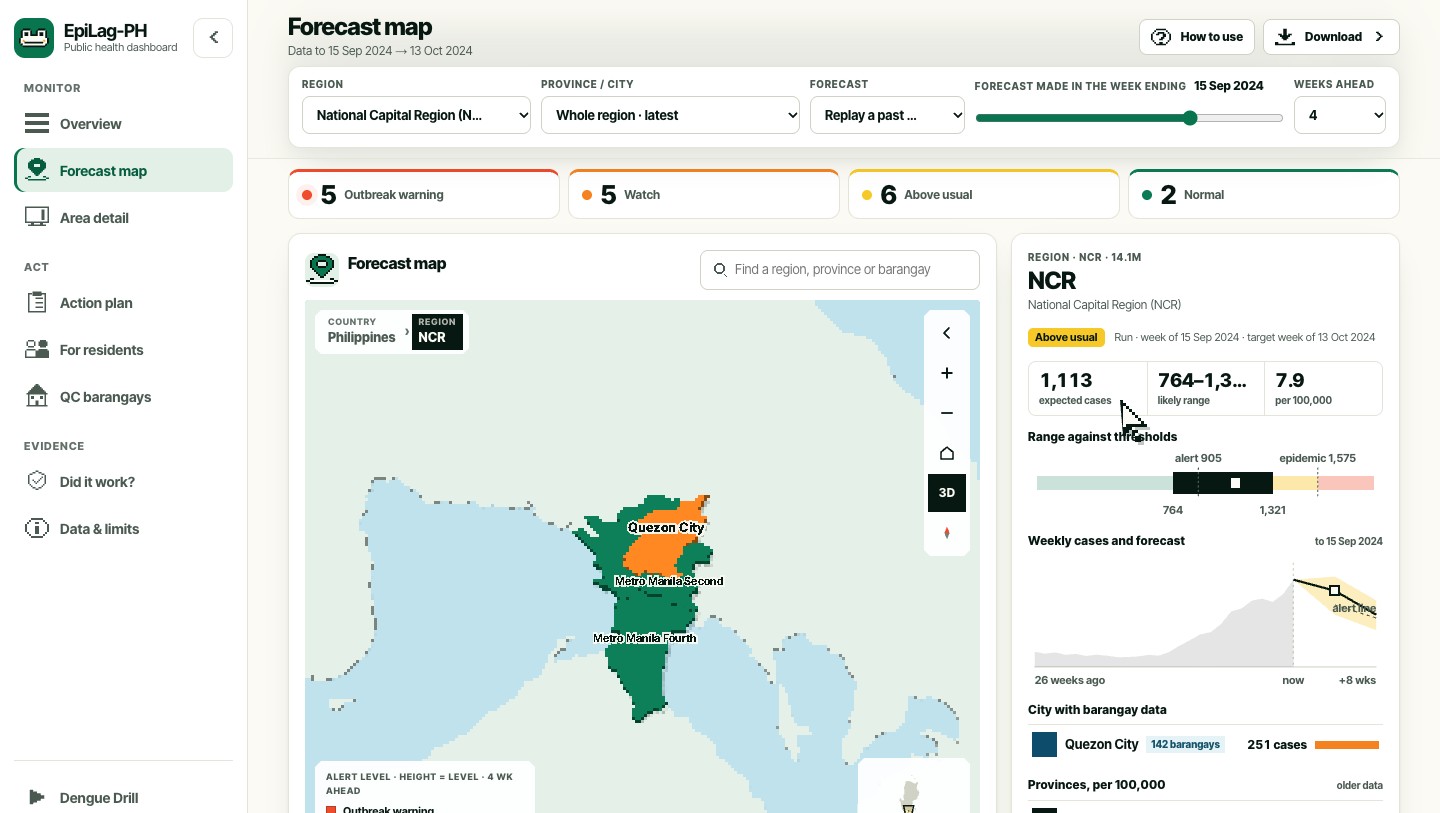 EpiLag-PH
Public health dashboard
MONITOR
Overview
Forecast map
Area detail
ACT
Action plan
For residents
QC barangays
EVIDENCE
Did it work?
Data & limits
Dengue Drill
Forecast map
Data to 15 Sep 2024 → 13 Oct 2024
How to use
Download
REGION
National Capital Region (N...
PROVINCE / CITY
Whole region · latest
FORECAST
Replay a past ...
FORECAST MADE IN THE WEEK ENDING 15 Sep 2024
WEEKS AHEAD
4
5 Outbreak warning
5 Watch
6 Above usual
2 Normal
Forecast map
Find a region, province or barangay
COUNTRY
Philippines
›
REGION
NCR
3D
Quezon City
Metro Manila Second
Metro Manila Fourth
ALERT LEVEL · HEIGHT = LEVEL · 4 WK
AHEAD
Outbreak warning
REGION · NCR · 14.1M
NCR
National Capital Region (NCR)
Above usual
Run · week of 15 Sep 2024 · target week of 13 Oct 2024
1,113
expected cases
764–1,3...
likely range
7.9
per 100,000
Range against thresholds
alert 905
epidemic 1,575
764
1,321
Weekly cases and forecast
to 15 Sep 2024
alert line
26 weeks ago
now
+8 wks
City with barangay data
Quezon City
142 barangays
251 cases
Provinces, per 100,000
older data